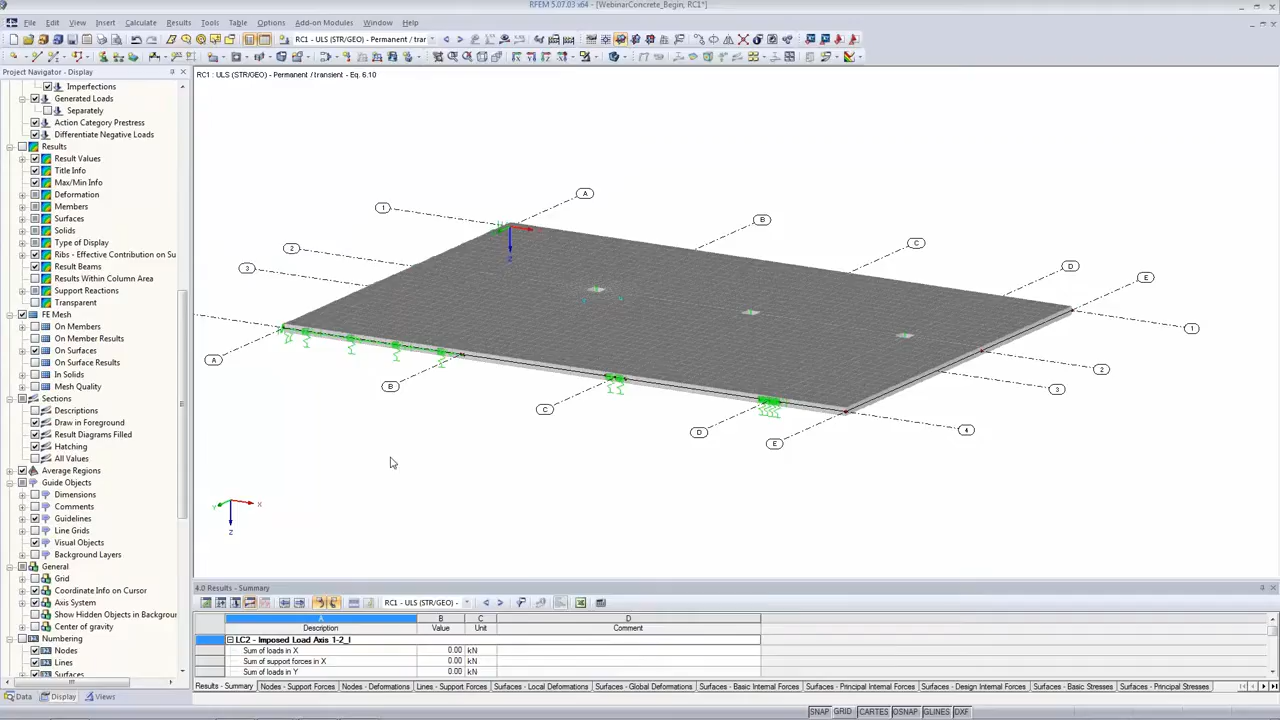 RFEM 5.07.03 x64 - [WebinarConcrete_Begin, RC1*]
File Edit View Insert Calculate Results Tools Table Options Add-on Modules Window Help
RC1 - ULS (STR/GEO) - Permanent / trar
Project Navigator - Display
RC1 : ULS (STR/GEO) - Permanent / transient - Eq. 6.10
Imperfections
Generated Loads
Separately
Action Category Prestress
Differentiate Negative Loads
Results
Result Values
Title Info
Max/Min Info
Deformation
Members
Surfaces
Solids
Type of Display
Ribs - Effective Contribution on Su
Result Beams
Results Within Column Area
Support Reactions
Transparent
FE Mesh
On Members
On Member Results
On Surfaces
On Surface Results
In Solids
Mesh Quality
Sections
Descriptions
Draw in Foreground
Result Diagrams Filled
Hatching
All Values
Average Regions
Guide Objects
Dimensions
Comments
Guidelines
Line Grids
Visual Objects
Background Layers
General
Grid
Coordinate Info on Cursor
Axis System
Show Hidden Objects in Backgroun
Center of gravity
Numbering
Nodes
Lines
Surfaces
Data Display Views
A
1
B
2
C
3
D
E
1
A
2
B
3
C
4
D
E
X
Y
Z
Z
4.0 Results - Summary
RC1 - ULS (STR/GEO) -
A B C D
Description Value Unit Comment
LC2 - Imposed Load Axis 1-2_I
Sum of loads in X 0.00 kN
Sum of support forces in X 0.00 kN
Sum of loads in Y 0.00 kN
Results - Summary Nodes - Support Forces Nodes - Deformations Lines - Support Forces Surfaces - Local Deformations Surfaces - Global Deformations Surfaces - Basic Internal Forces Surfaces - Principal Internal Forces Surfaces - Design Internal Forces Surfaces - Basic Stresses Surfaces - Principal Stresses
SNAP GRID CARTES OSNAP GLINES DXF